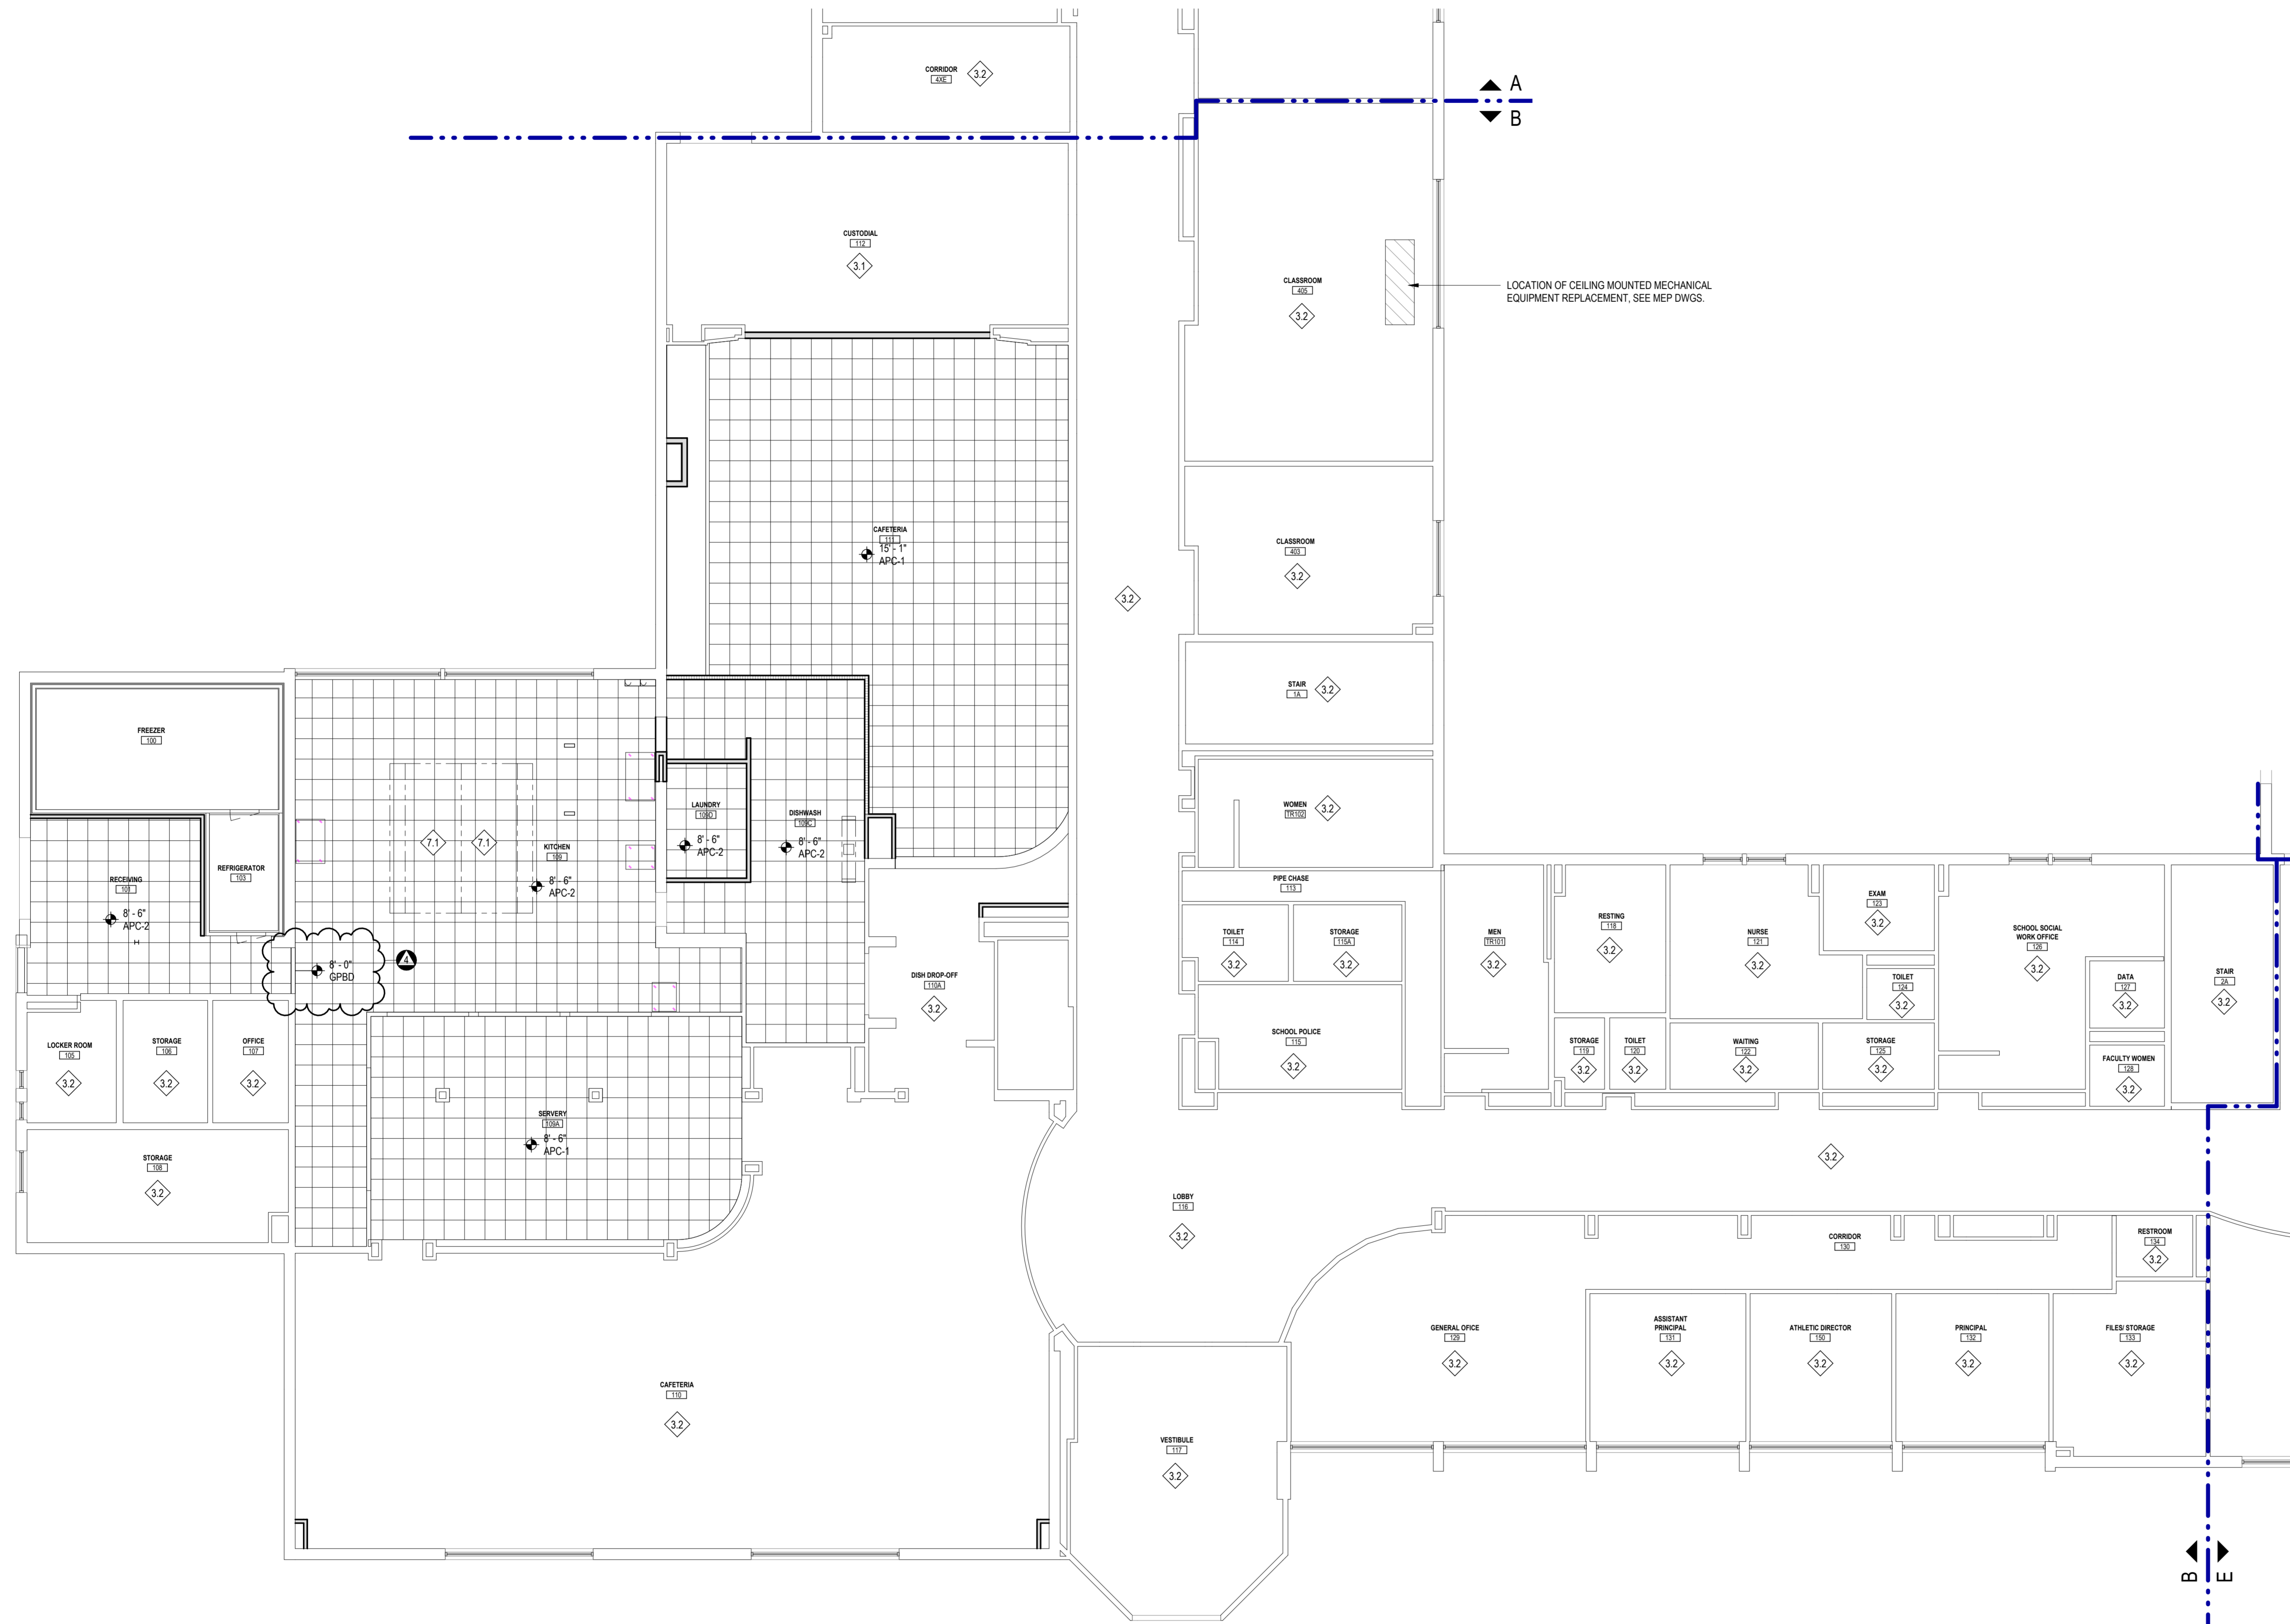 CORRIDOR
4XE
3.2
A
B
CUSTODIAL
112
3.1
CLASSROOM
405
3.2
LOCATION OF CEILING MOUNTED MECHANICAL
EQUIPMENT REPLACEMENT, SEE MEP DWGS.
CAFETERIA
111
15' - 1"
APC-1
CLASSROOM
403
3.2
3.2
STAIR
1A
3.2
FREEZER
100
WOMEN
TR102
3.2
LAUNDRY
109D
8' - 6"
APC-2
DISHWASH
109C
8' - 6"
APC-2
7.1
7.1
KITCHEN
109
8' - 6"
APC-2
REFRIGERATOR
103
RECEIVING
101
8' - 6"
APC-2
8' - 0"
GPBD
4
PIPE CHASE
113
TOILET
114
3.2
STORAGE
115A
3.2
MEN
TR101
3.2
RESTING
118
3.2
NURSE
121
3.2
EXAM
123
3.2
SCHOOL SOCIAL
WORK OFFICE
126
3.2
TOILET
124
3.2
DATA
127
3.2
STAIR
2A
3.2
DISH DROP-OFF
110A
3.2
SCHOOL POLICE
115
3.2
STORAGE
119
3.2
TOILET
120
3.2
WAITING
122
3.2
STORAGE
125
3.2
FACULTY WOMEN
128
3.2
LOCKER ROOM
105
3.2
STORAGE
106
3.2
OFFICE
107
3.2
SERVERY
109A
8' - 6"
APC-1
STORAGE
108
3.2
3.2
LOBBY
116
3.2
CORRIDOR
130
RESTROOM
134
3.2
GENERAL OFICE
129
3.2
ASSISTANT
PRINCIPAL
131
3.2
ATHLETIC DIRECTOR
150
3.2
PRINCIPAL
132
3.2
FILES/ STORAGE
133
3.2
CAFETERIA
110
3.2
VESTIBULE
117
3.2
B
E